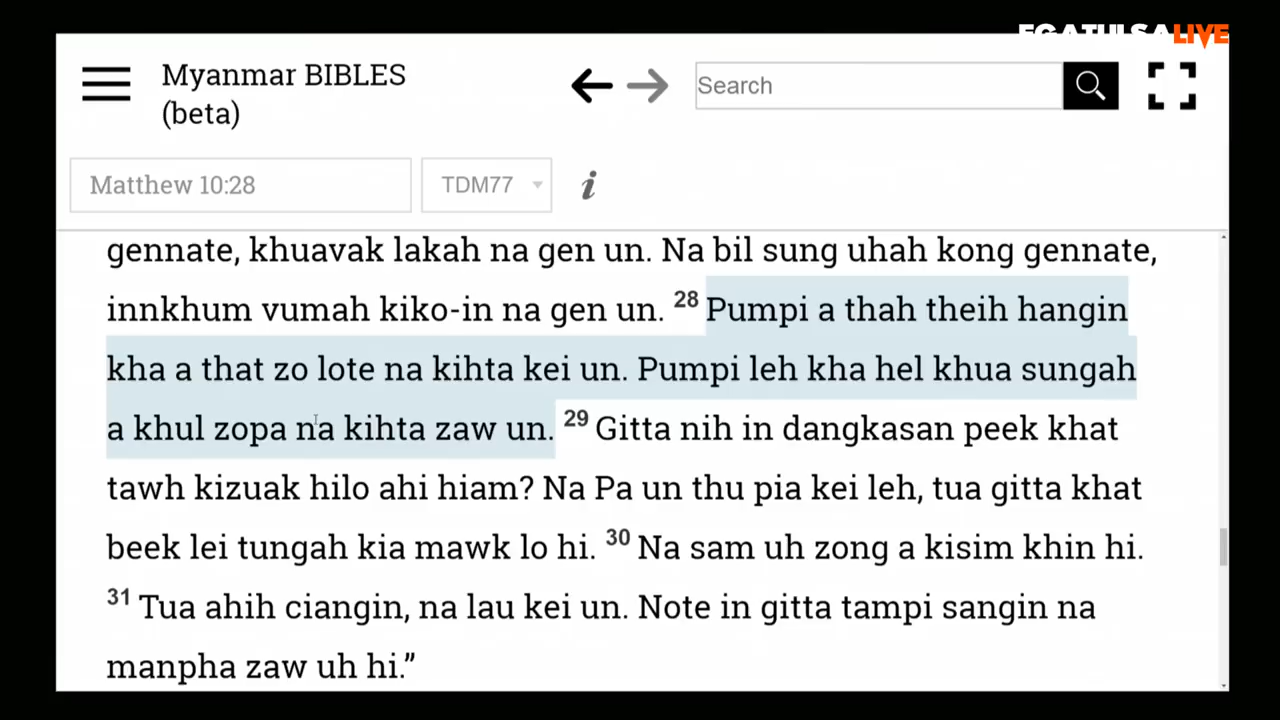 EGATULSALIVE
Myanmar BIBLES
(beta)
Search
Matthew 10:28
TDM77
i
gennate, khuavak lakah na gen un. Na bil sung uhah kong gennate,
innkhum vumah kiko-in na gen un. 28 Pumpi a thah theih hangin
kha a that zo lote na kihta kei un. Pumpi leh kha hel khua sungah
a khul zopa na kihta zaw un. 29 Gitta nih in dangkasan peek khat
tawh kizuak hilo ahi hiam? Na Pa un thu pia kei leh, tua gitta khat
beek lei tungah kia mawk lo hi. 30 Na sam uh zong a kisim khin hi.
31 Tua ahih ciangin, na lau kei un. Note in gitta tampi sangin na
manpha zaw uh hi.”